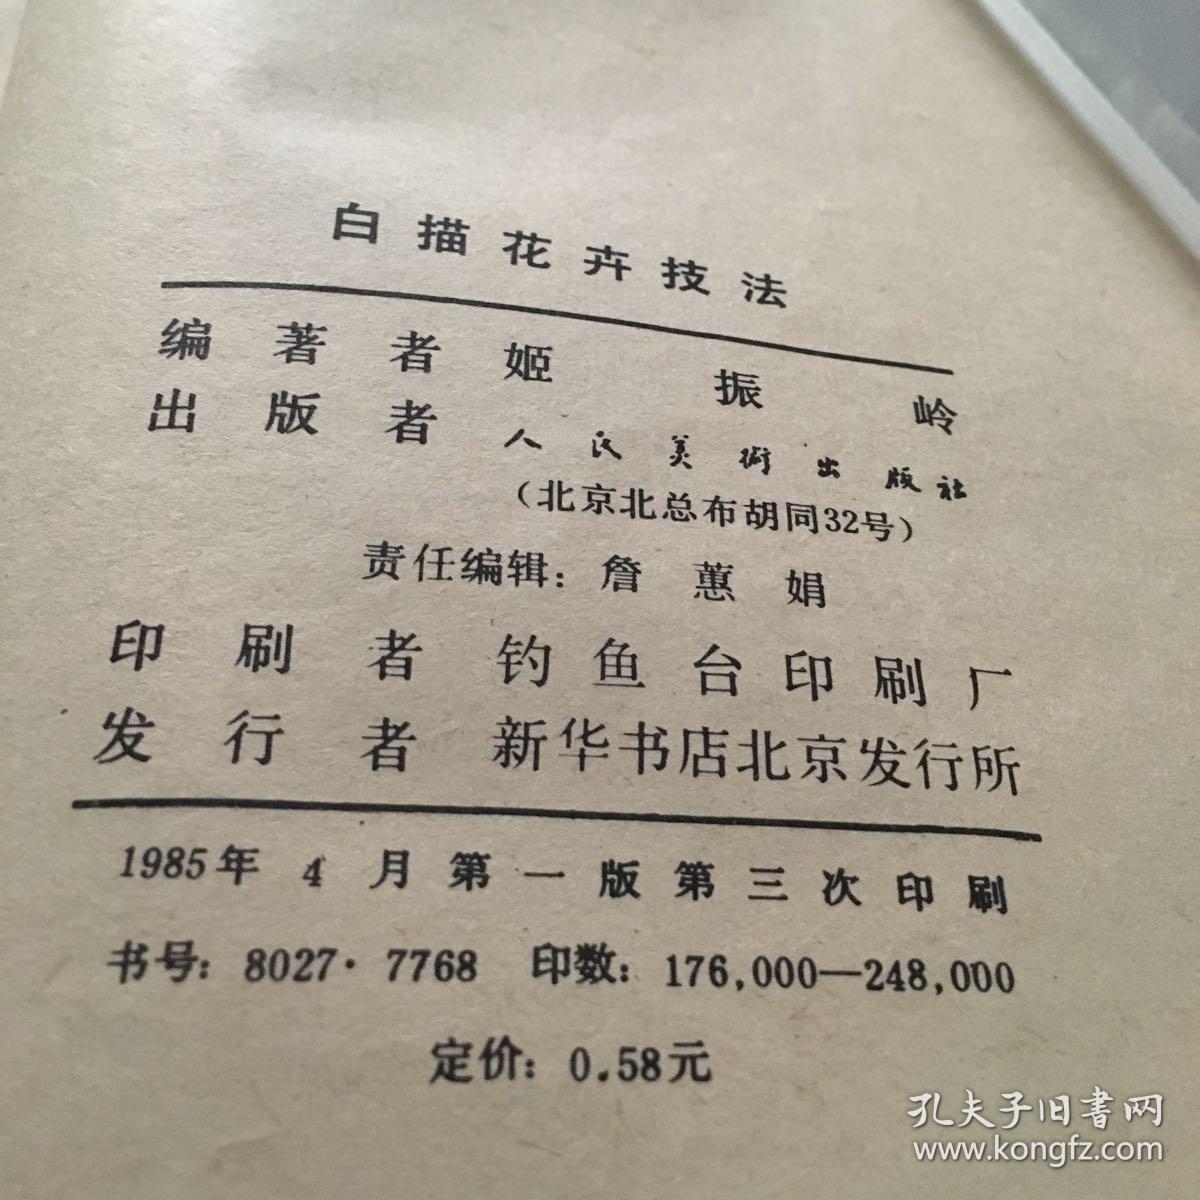 白描花卉技法
编著者 姬振岭
出版者 人民美術出版社
(北京北总布胡同32号)
责任编辑：詹蕙娟
印刷者 钓鱼台印刷厂
发行者 新华书店北京发行所
1985年4月第一版第三次印刷
书号：8027·7768 印数：176,000—248,000
定价：0.58元
孔夫子旧書网
www.kongfz.com